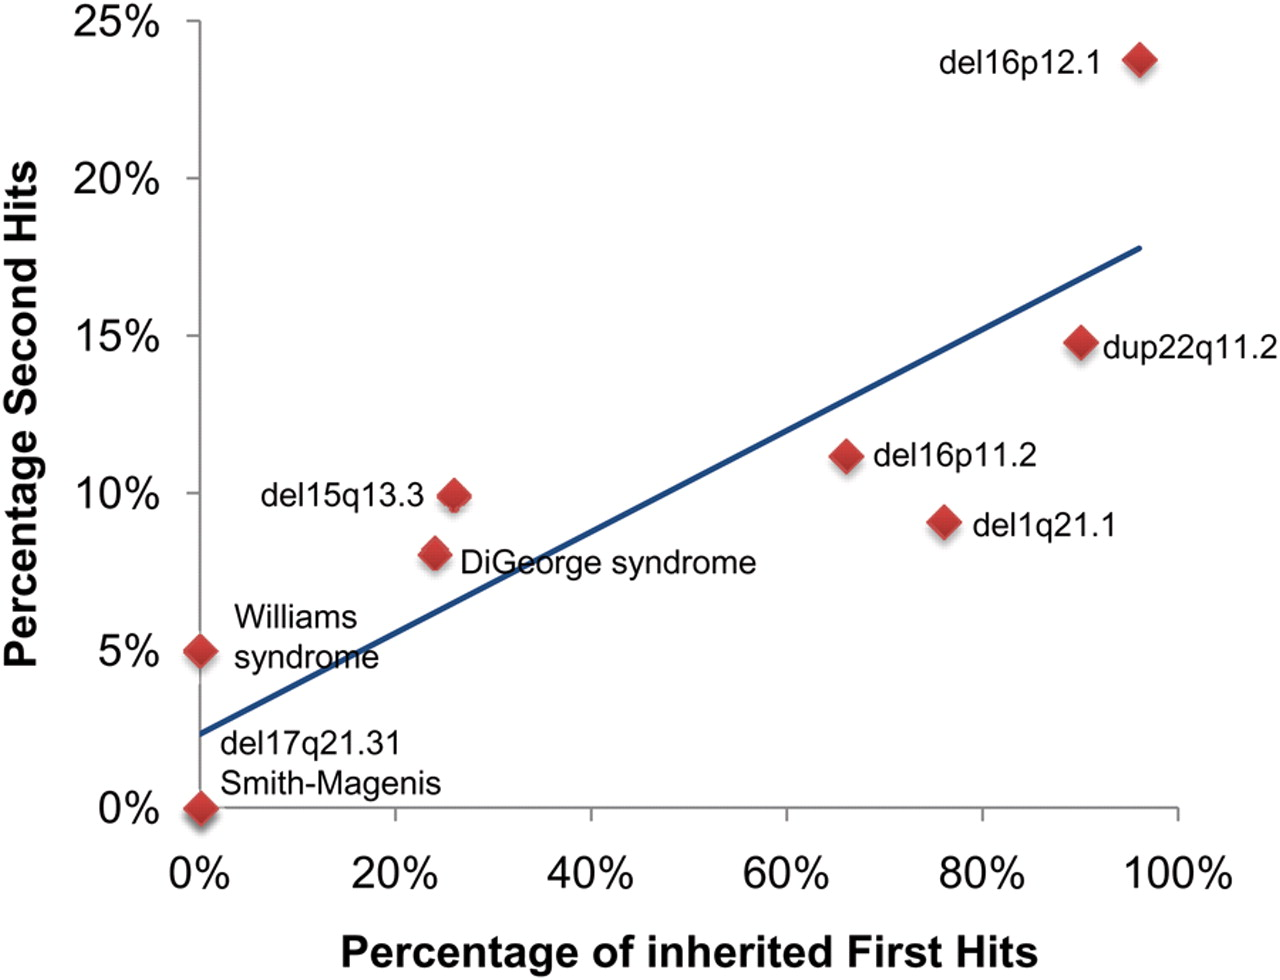 25%
del16p12.1
20%
15%
dup22q11.2
del16p11.2
10%
del15q13.3
del1q21.1
DiGeorge syndrome
Williams
syndrome
5%
del17q21.31
Smith-Magenis
0%
0% 20% 40% 60% 80% 100%
Percentage of inherited First Hits
Percentage Second Hits